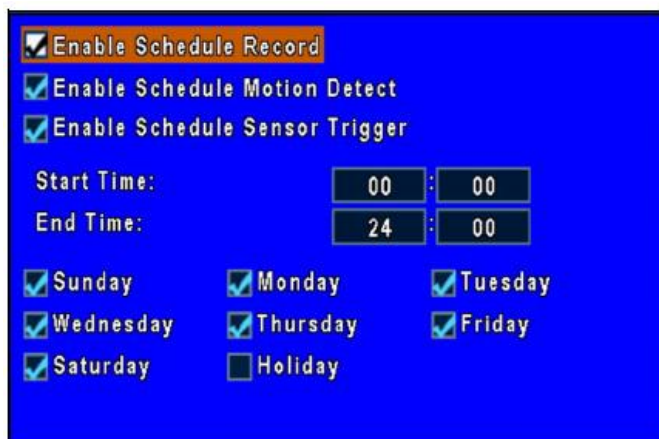 Enable Schedule Record
Enable Schedule Motion Detect
Enable Schedule Sensor Trigger
Start Time: 00 : 00
End Time: 24 : 00
Sunday Monday Tuesday
Wednesday Thursday Friday
Saturday Holiday